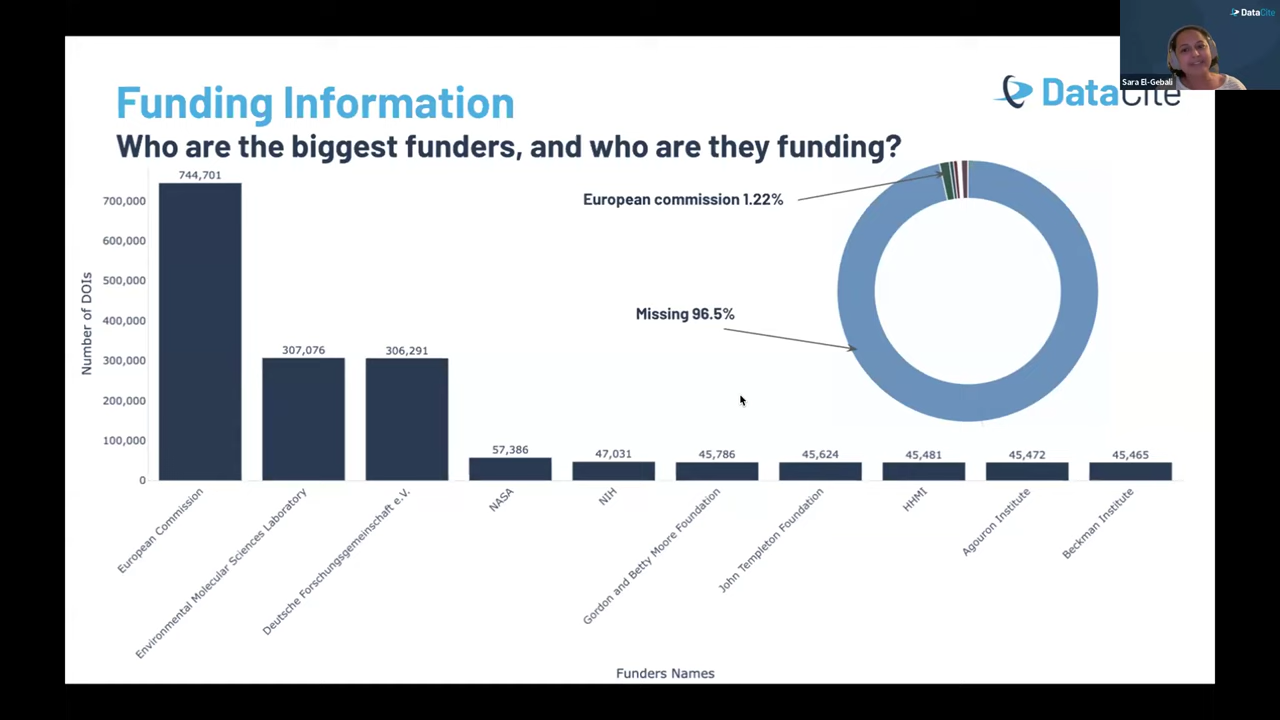 DataCite
Sara El-Gebali
Funding Information
DataCite
Who are the biggest funders, and who are they funding?
744,701
700,000
600,000
500,000
400,000
300,000
200,000
100,000
0
Number of DOIs
307,076
306,291
57,386
47,031
45,786
45,624
45,481
45,472
45,465
European commission 1.22%
Missing 96.5%
European Commission
Environmental Molecular Sciences Laboratory
Deutsche Forschungsgemeinschaft e.V.
NASA
NIH
Gordon and Betty Moore Foundation
John Templeton Foundation
HHMI
Agouron Institute
Beckman Institute
Funders Names